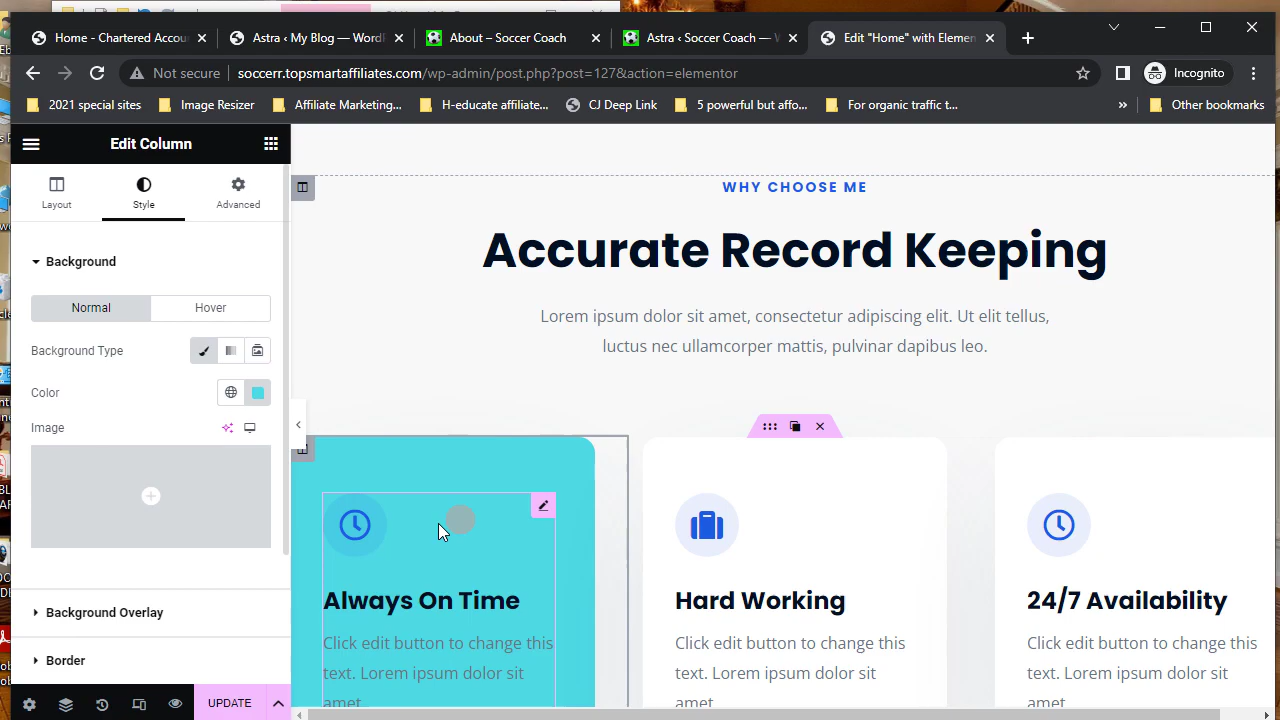 Home - Chartered Accou
Astra ‹ My Blog — WordPr
About – Soccer Coach
Astra ‹ Soccer Coach — W
Edit "Home" with Elemen
Not secure
soccerr.topsmartaffiliates.com/wp-admin/post.php?post=127&action=elementor
Incognito
2021 special sites
Image Resizer
Affiliate Marketing...
H-educate affiliate...
CJ Deep Link
5 powerful but affo...
For organic traffic t...
»
Other bookmarks
Edit Column
Layout
Style
Advanced
Background
Normal
Hover
Background Type
Color
Image
Background Overlay
Border
UPDATE
WHY CHOOSE ME
Accurate Record Keeping
Lorem ipsum dolor sit amet, consectetur adipiscing elit. Ut elit tellus,
luctus nec ullamcorper mattis, pulvinar dapibus leo.
Always On Time
Click edit button to change this
text. Lorem ipsum dolor sit
amet
Hard Working
Click edit button to change this
text. Lorem ipsum dolor sit
amet
24/7 Availability
Click edit button to change this
text. Lorem ipsum dolor sit
amet